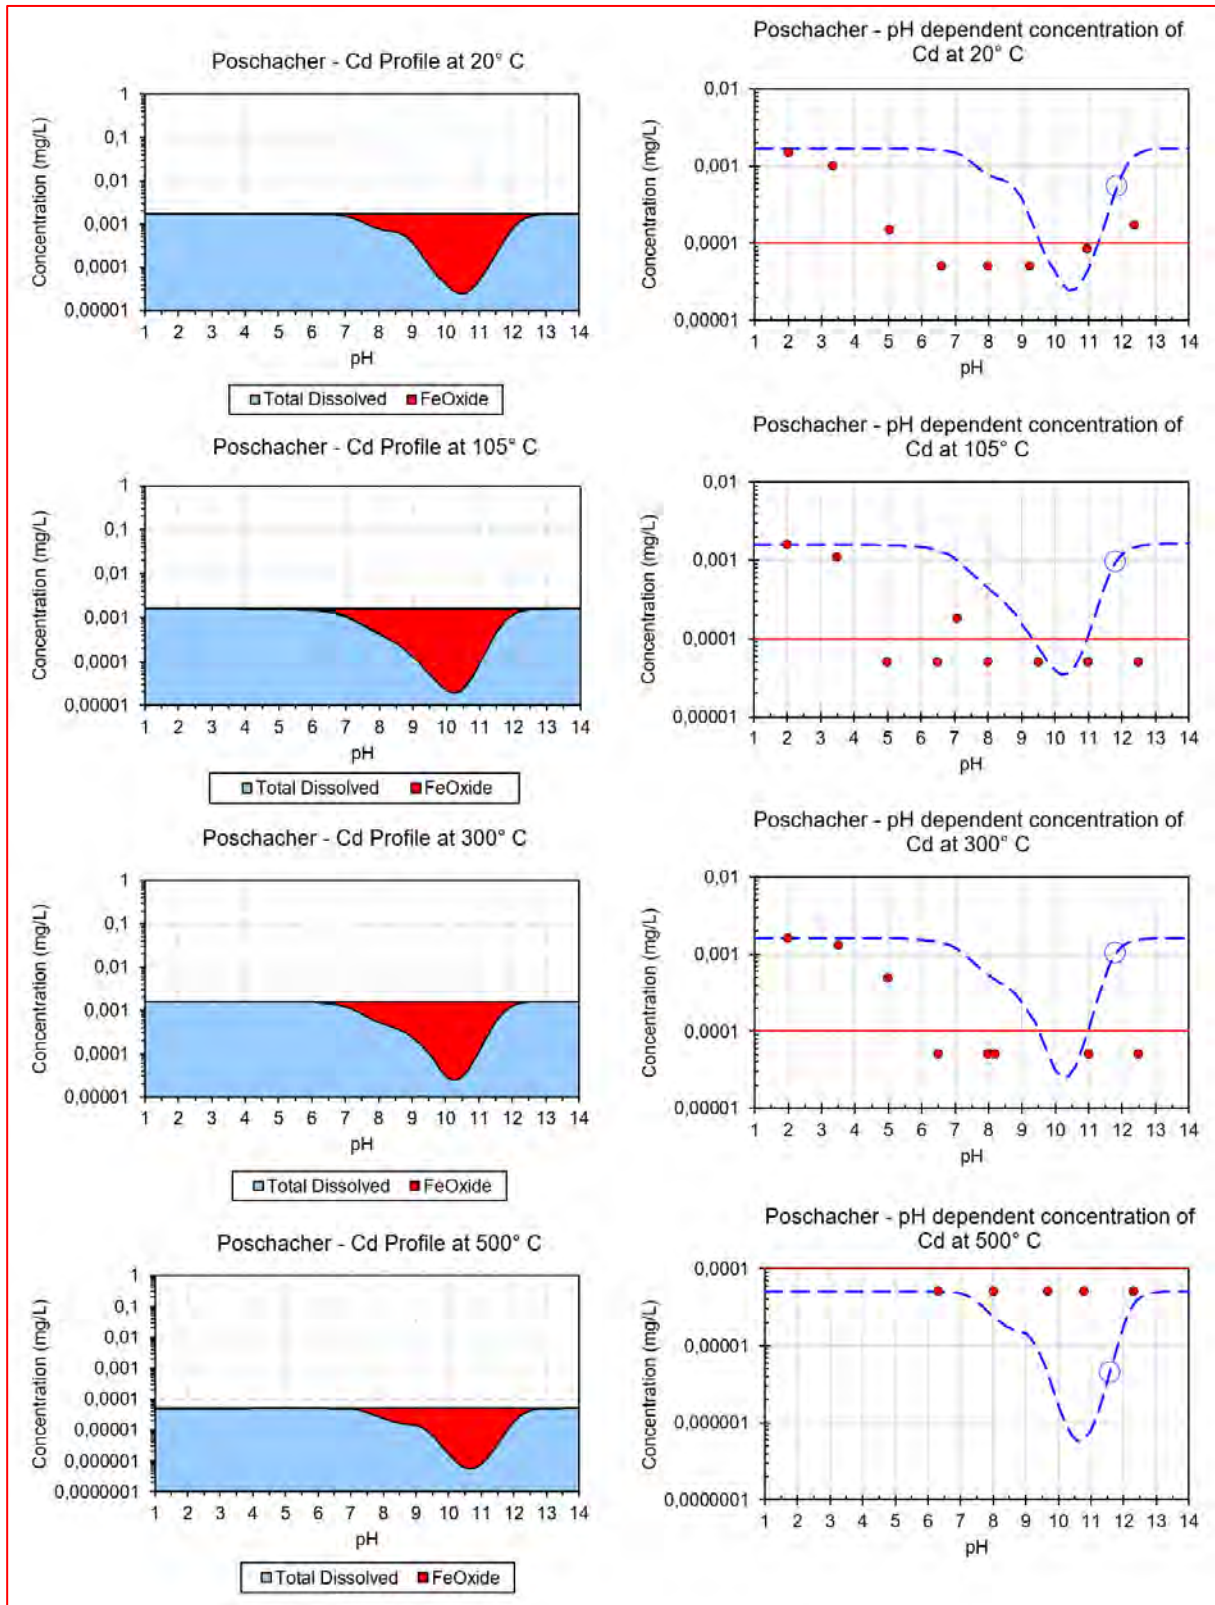 Poschacher - Cd Profile at 20° C
Concentration (mg/L)
1
0,1
0,01
0,001
0,0001
0,00001
1 2 3 4 5 6 7 8 9 10 11 12 13 14
pH
Total Dissolved FeOxide
Poschacher - pH dependent concentration of
Cd at 20° C
Concentration (mg/L)
0,01
0,001
0,0001
0,00001
1 2 3 4 5 6 7 8 9 10 11 12 13 14
pH
Poschacher - Cd Profile at 105° C
Concentration (mg/L)
1
0,1
0,01
0,001
0,0001
0,00001
1 2 3 4 5 6 7 8 9 10 11 12 13 14
pH
Total Dissolved FeOxide
Poschacher - pH dependent concentration of
Cd at 105° C
Concentration (mg/L)
0,01
0,001
0,0001
0,00001
1 2 3 4 5 6 7 8 9 10 11 12 13 14
pH
Poschacher - Cd Profile at 300° C
Concentration (mg/L)
1
0,1
0,01
0,001
0,0001
0,00001
1 2 3 4 5 6 7 8 9 10 11 12 13 14
pH
Total Dissolved FeOxide
Poschacher - pH dependent concentration of
Cd at 300° C
Concentration (mg/L)
0,01
0,001
0,0001
0,00001
1 2 3 4 5 6 7 8 9 10 11 12 13 14
pH
Poschacher - Cd Profile at 500° C
Concentration (mg/L)
1
0,1
0,01
0,001
0,0001
0,00001
0,000001
0,0000001
1 2 3 4 5 6 7 8 9 10 11 12 13 14
pH
Total Dissolved FeOxide
Poschacher - pH dependent concentration of
Cd at 500° C
Concentration (mg/L)
0,0001
0,00001
0,000001
0,0000001
1 2 3 4 5 6 7 8 9 10 11 12 13 14
pH